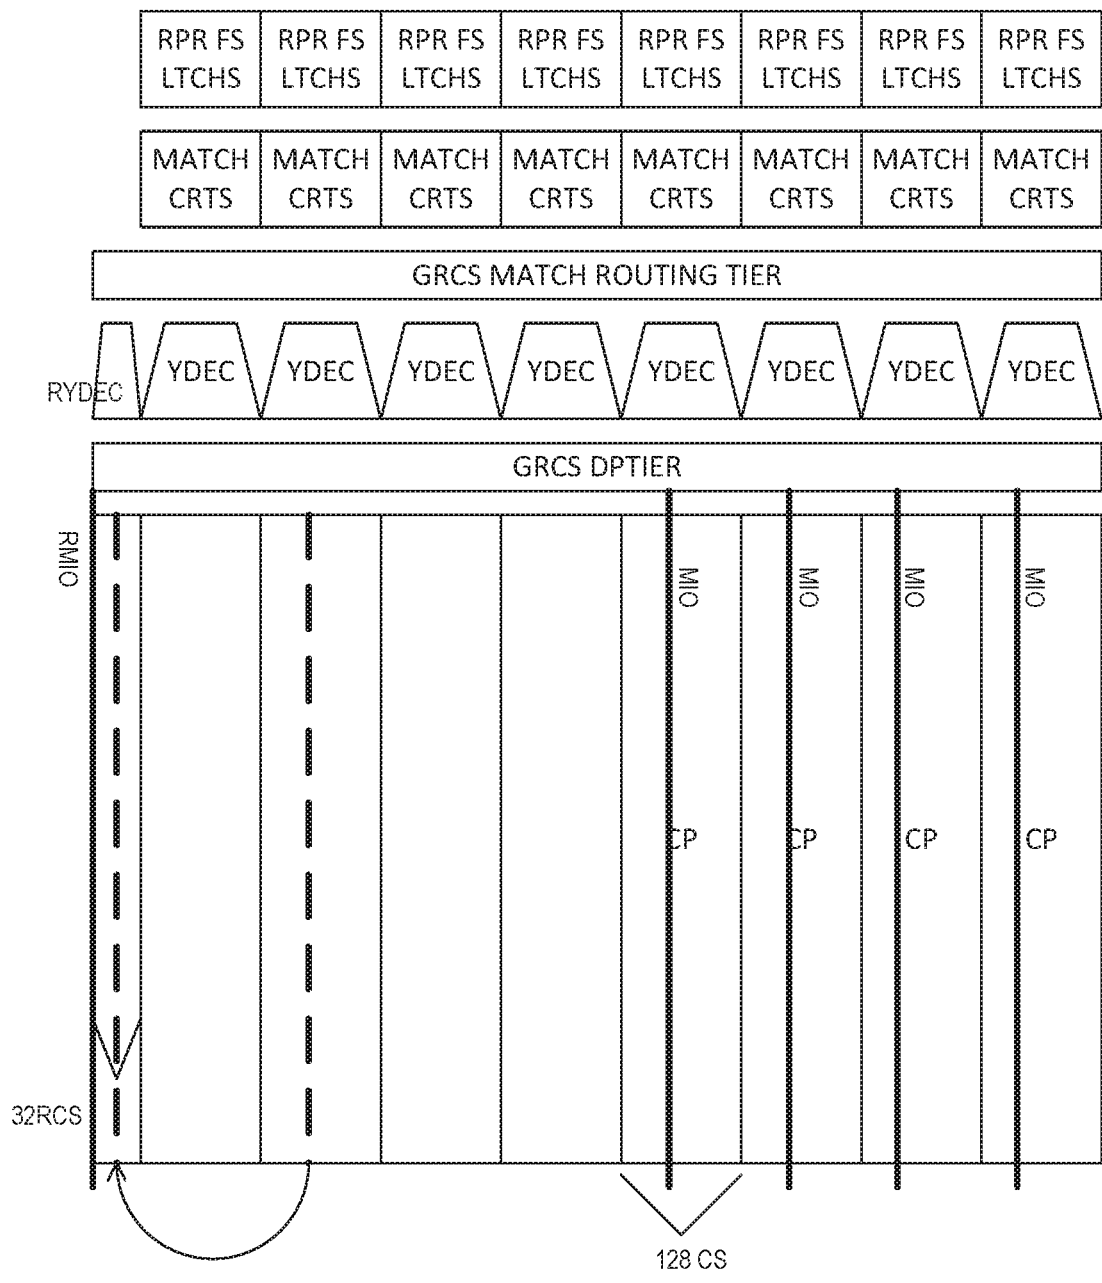 RPR FS RPR FS RPR FS RPR FS RPR FS RPR FS RPR FS RPR FS
LTCHS LTCHS LTCHS LTCHS LTCHS LTCHS LTCHS LTCHS
MATCH MATCH MATCH MATCH MATCH MATCH MATCH MATCH
CRTS CRTS CRTS CRTS CRTS CRTS CRTS CRTS
GRCS MATCH ROUTING TIER
RYDEC YDEC YDEC YDEC YDEC YDEC YDEC YDEC YDEC
GRCS DPTIER
RMIO MIO MIO MIO MIO
CP CP CP CP
32RCS
128 CS